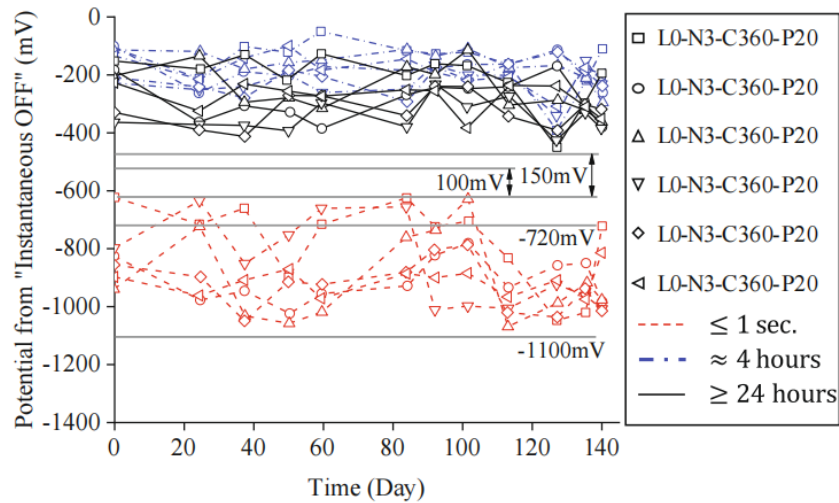 Potential from "Instantaneous OFF" (mV)
0
-200
-400
-600
-800
-1000
-1200
-1400
100mV
150mV
-720mV
-1100mV
0
20
40
60
80
100
120
140
Time (Day)
L0-N3-C360-P20
L0-N3-C360-P20
L0-N3-C360-P20
L0-N3-C360-P20
L0-N3-C360-P20
L0-N3-C360-P20
≤ 1 sec.
≈ 4 hours
≥ 24 hours